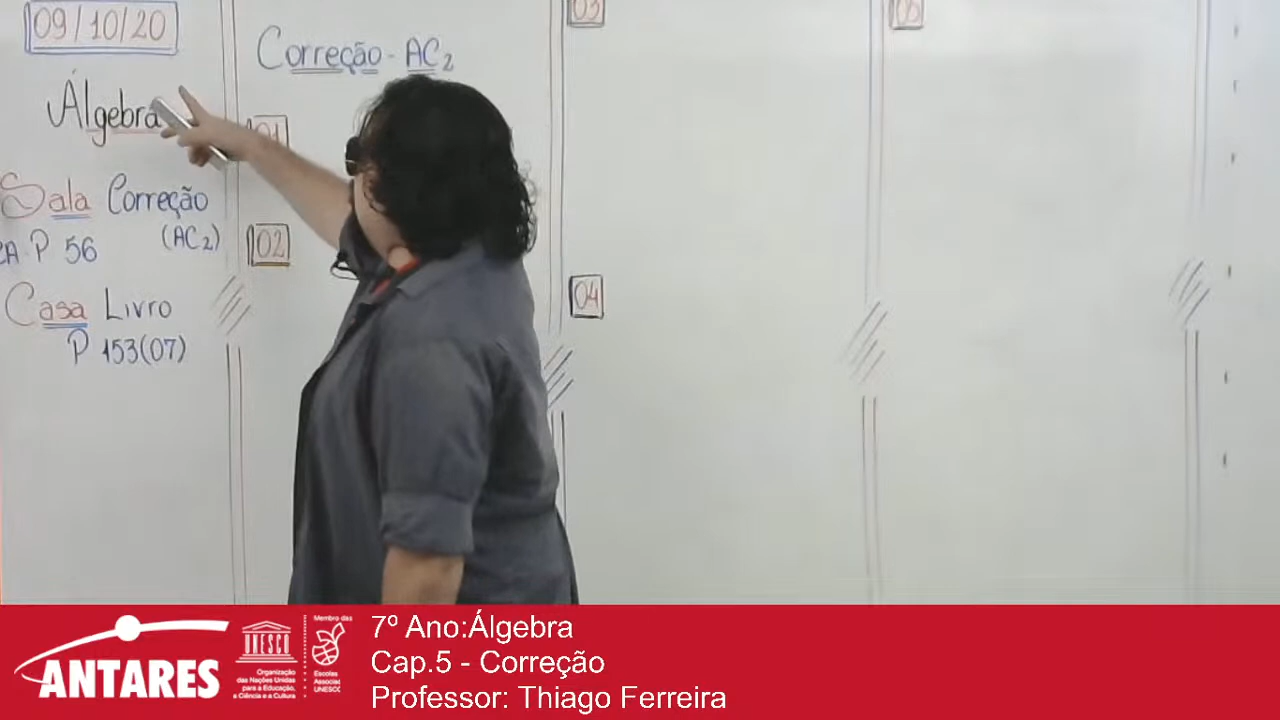 09/10/20
Álgebra
Sala Correção
P 56 (AC2)
Casa Livro
P 153(07)
Correção - AC2
01
02
03
04
05
ANTARES
UNESCO
Organização
das Nações Unidas
para a Educação,
a Ciência e a Cultura
Membro das
Escolas
UNESCO
7º Ano:Álgebra
Cap.5 - Correção
Professor: Thiago Ferreira